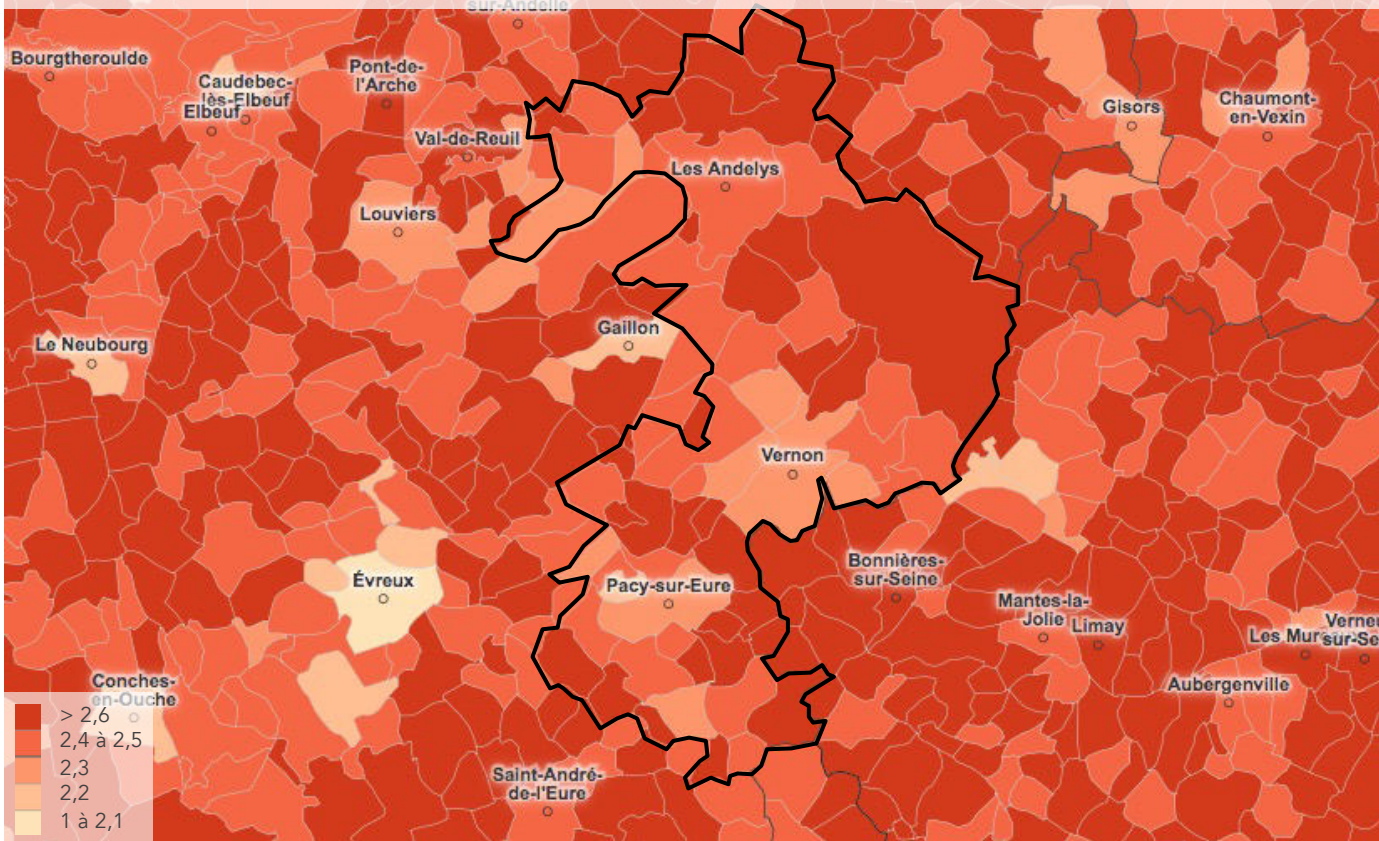 sur-Andelle
Bourgtheroulde
Caudebec-
lès-Elbeuf
Elbeuf
Pont-de-
l'Arche
Gisors
Chaumont-
en-Vexin
Val-de-Reuil
Les Andelys
Louviers
Gaillon
Le Neubourg
Vernon
Évreux
Pacy-sur-Eure
Bonnières-
sur-Seine
Mantes-la-
Jolie
Limay
Les Mur
Verneu
sur-Se
Aubergenville
Conches-
en-Ouche
Saint-André-
de-l'Eure
> 2,6
2,4 à 2,5
2,3
2,2
1 à 2,1